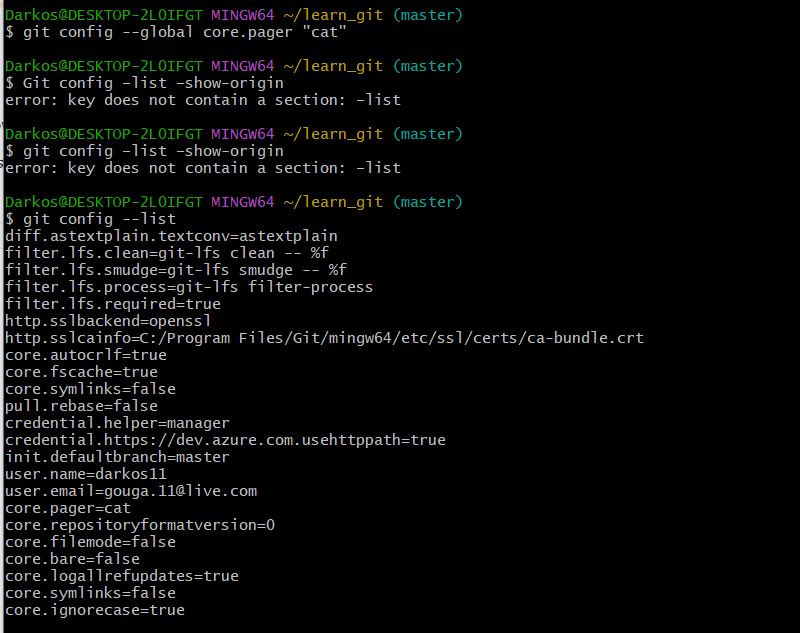 Darkos@DESKTOP-2LOIFGT MINGW64 ~/learn_git (master)
$ git config --global core.pager "cat"
Darkos@DESKTOP-2LOIFGT MINGW64 ~/learn_git (master)
$ Git config –list –show-origin
error: key does not contain a section: –list
Darkos@DESKTOP-2LOIFGT MINGW64 ~/learn_git (master)
$ git config –list –show-origin
error: key does not contain a section: –list
Darkos@DESKTOP-2LOIFGT MINGW64 ~/learn_git (master)
$ git config --list
diff.astextplain.textconv=astextplain
filter.lfs.clean=git-lfs clean -- %f
filter.lfs.smudge=git-lfs smudge -- %f
filter.lfs.process=git-lfs filter-process
filter.lfs.required=true
http.sslbackend=openssl
http.sslcainfo=C:/Program Files/Git/mingw64/etc/ssl/certs/ca-bundle.crt
core.autocrlf=true
core.fscache=true
core.symlinks=false
pull.rebase=false
credential.helper=manager
credential.https://dev.azure.com.usehttppath=true
init.defaultbranch=master
user.name=darkos11
user.email=gouga.11@live.com
core.pager=cat
core.repositoryformatversion=0
core.filemode=false
core.bare=false
core.logallrefupdates=true
core.symlinks=false
core.ignorecase=true